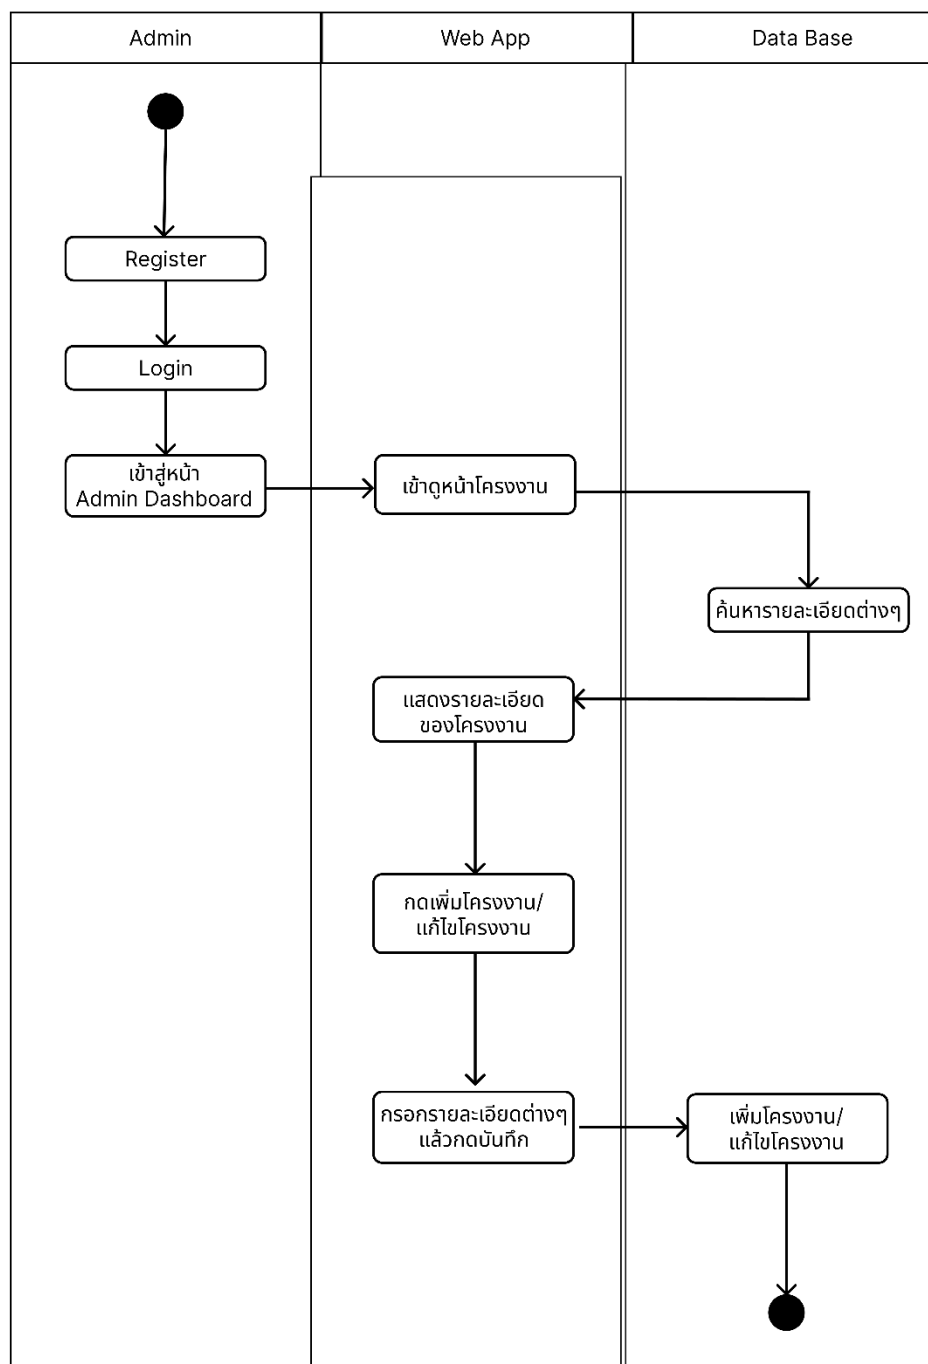 Admin
Web App
Data Base
Register
Login
เข้าสู่หน้า
Admin Dashboard
เข้าดูหน้าโครงงาน
ค้นหารายละเอียดต่างๆ
แสดงรายละเอียด
ของโครงงาน
กดเพิ่มโครงงาน/
แก้ไขโครงงาน
กรอกรายละเอียดต่างๆ
แล้วกดบันทึก
เพิ่มโครงงาน/
แก้ไขโครงงาน